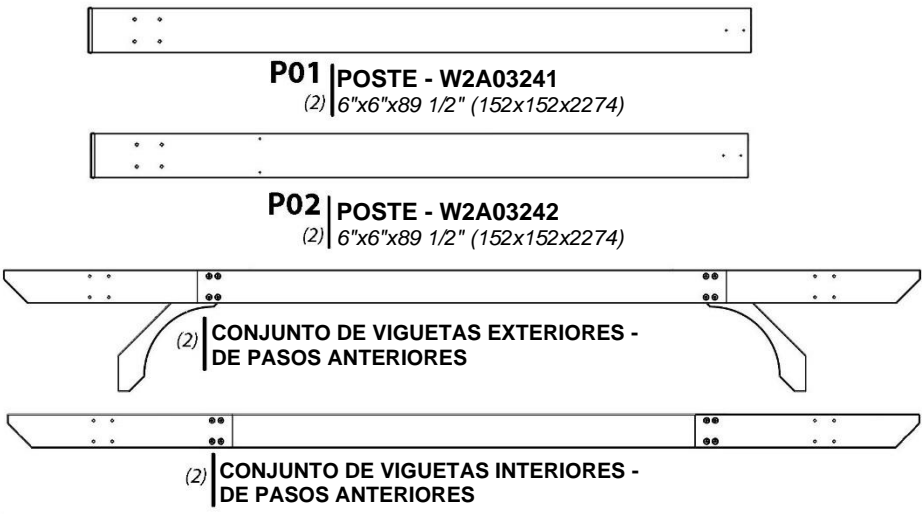 P01 POSTE - W2A03241
(2) 6"x6"x89 1/2" (152x152x2274)
P02 POSTE - W2A03242
(2) 6"x6"x89 1/2" (152x152x2274)
(2) CONJUNTO DE VIGUETAS EXTERIORES -
DE PASOS ANTERIORES
(2) CONJUNTO DE VIGUETAS INTERIORES -
DE PASOS ANTERIORES